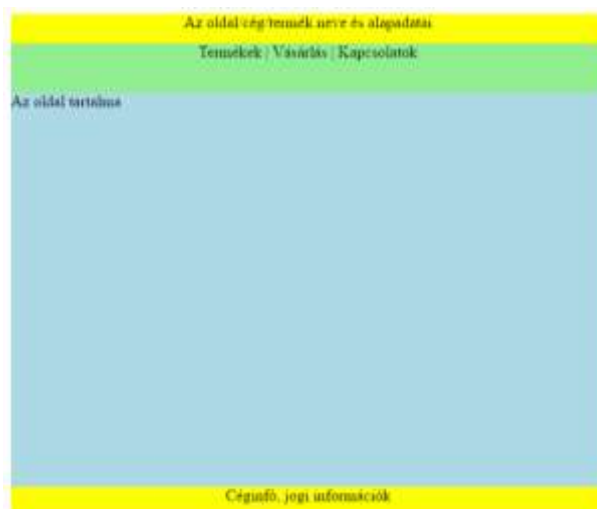 Az oldal/cég/termék neve és alapadatai
Termékek | Vásárlás | Kapcsolatok
Az oldal tartalma
Céginfó, jogi információk